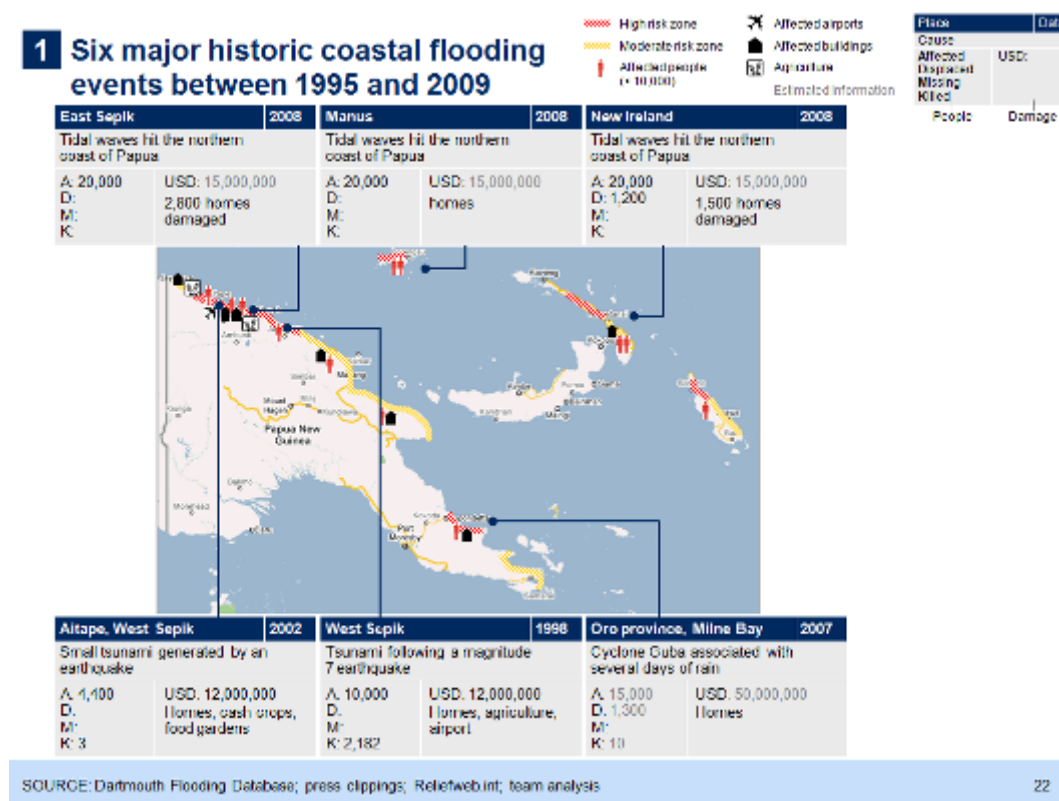 1 Six major historic coastal flooding
events between 1995 and 2009
High risk zone
Moderate risk zone
Affected people
(× 10,000)
Affected airports
Affected buildings
Agriculture
Estimated information
Place
Cause
Affected
Displaced
Missing
Killed
USD:
People
Damage
East Sepik 2008
Tidal waves hit the northern
coast of Papua
A: 20,000
D:
M:
K:
USD: 15,000,000
2,800 homes
damaged
Manus 2008
Tidal waves hit the northern
coast of Papua
A: 20,000
D:
M:
K:
USD: 15,000,000
homes
New Ireland 2008
Tidal waves hit the northern
coast of Papua
A: 20,000
D: 1,200
M:
K:
USD: 15,000,000
1,500 homes
damaged
Mount
Hagen
Papua New
Guinea
Port
Moresby
Aitape, West Sepik 2002
Small tsunami generated by an
earthquake
A: 4,400
D:
M:
K: 3
USD: 12,000,000
Homes, cash crops,
food gardens
West Sepik 1998
Tsunami following a magnitude
7 earthquake
A: 10,000
D:
M:
K: 2,182
USD: 12,000,000
Homes, agriculture,
airport
Oro province, Milne Bay 2007
Cyclone Guba associated with
several days of rain
A: 15,000
D: 1,300
M:
K: 10
USD: 50,000,000
Homes
SOURCE: Dartmouth Flooding Database; press clippings; Reliefweb.int; team analysis
22